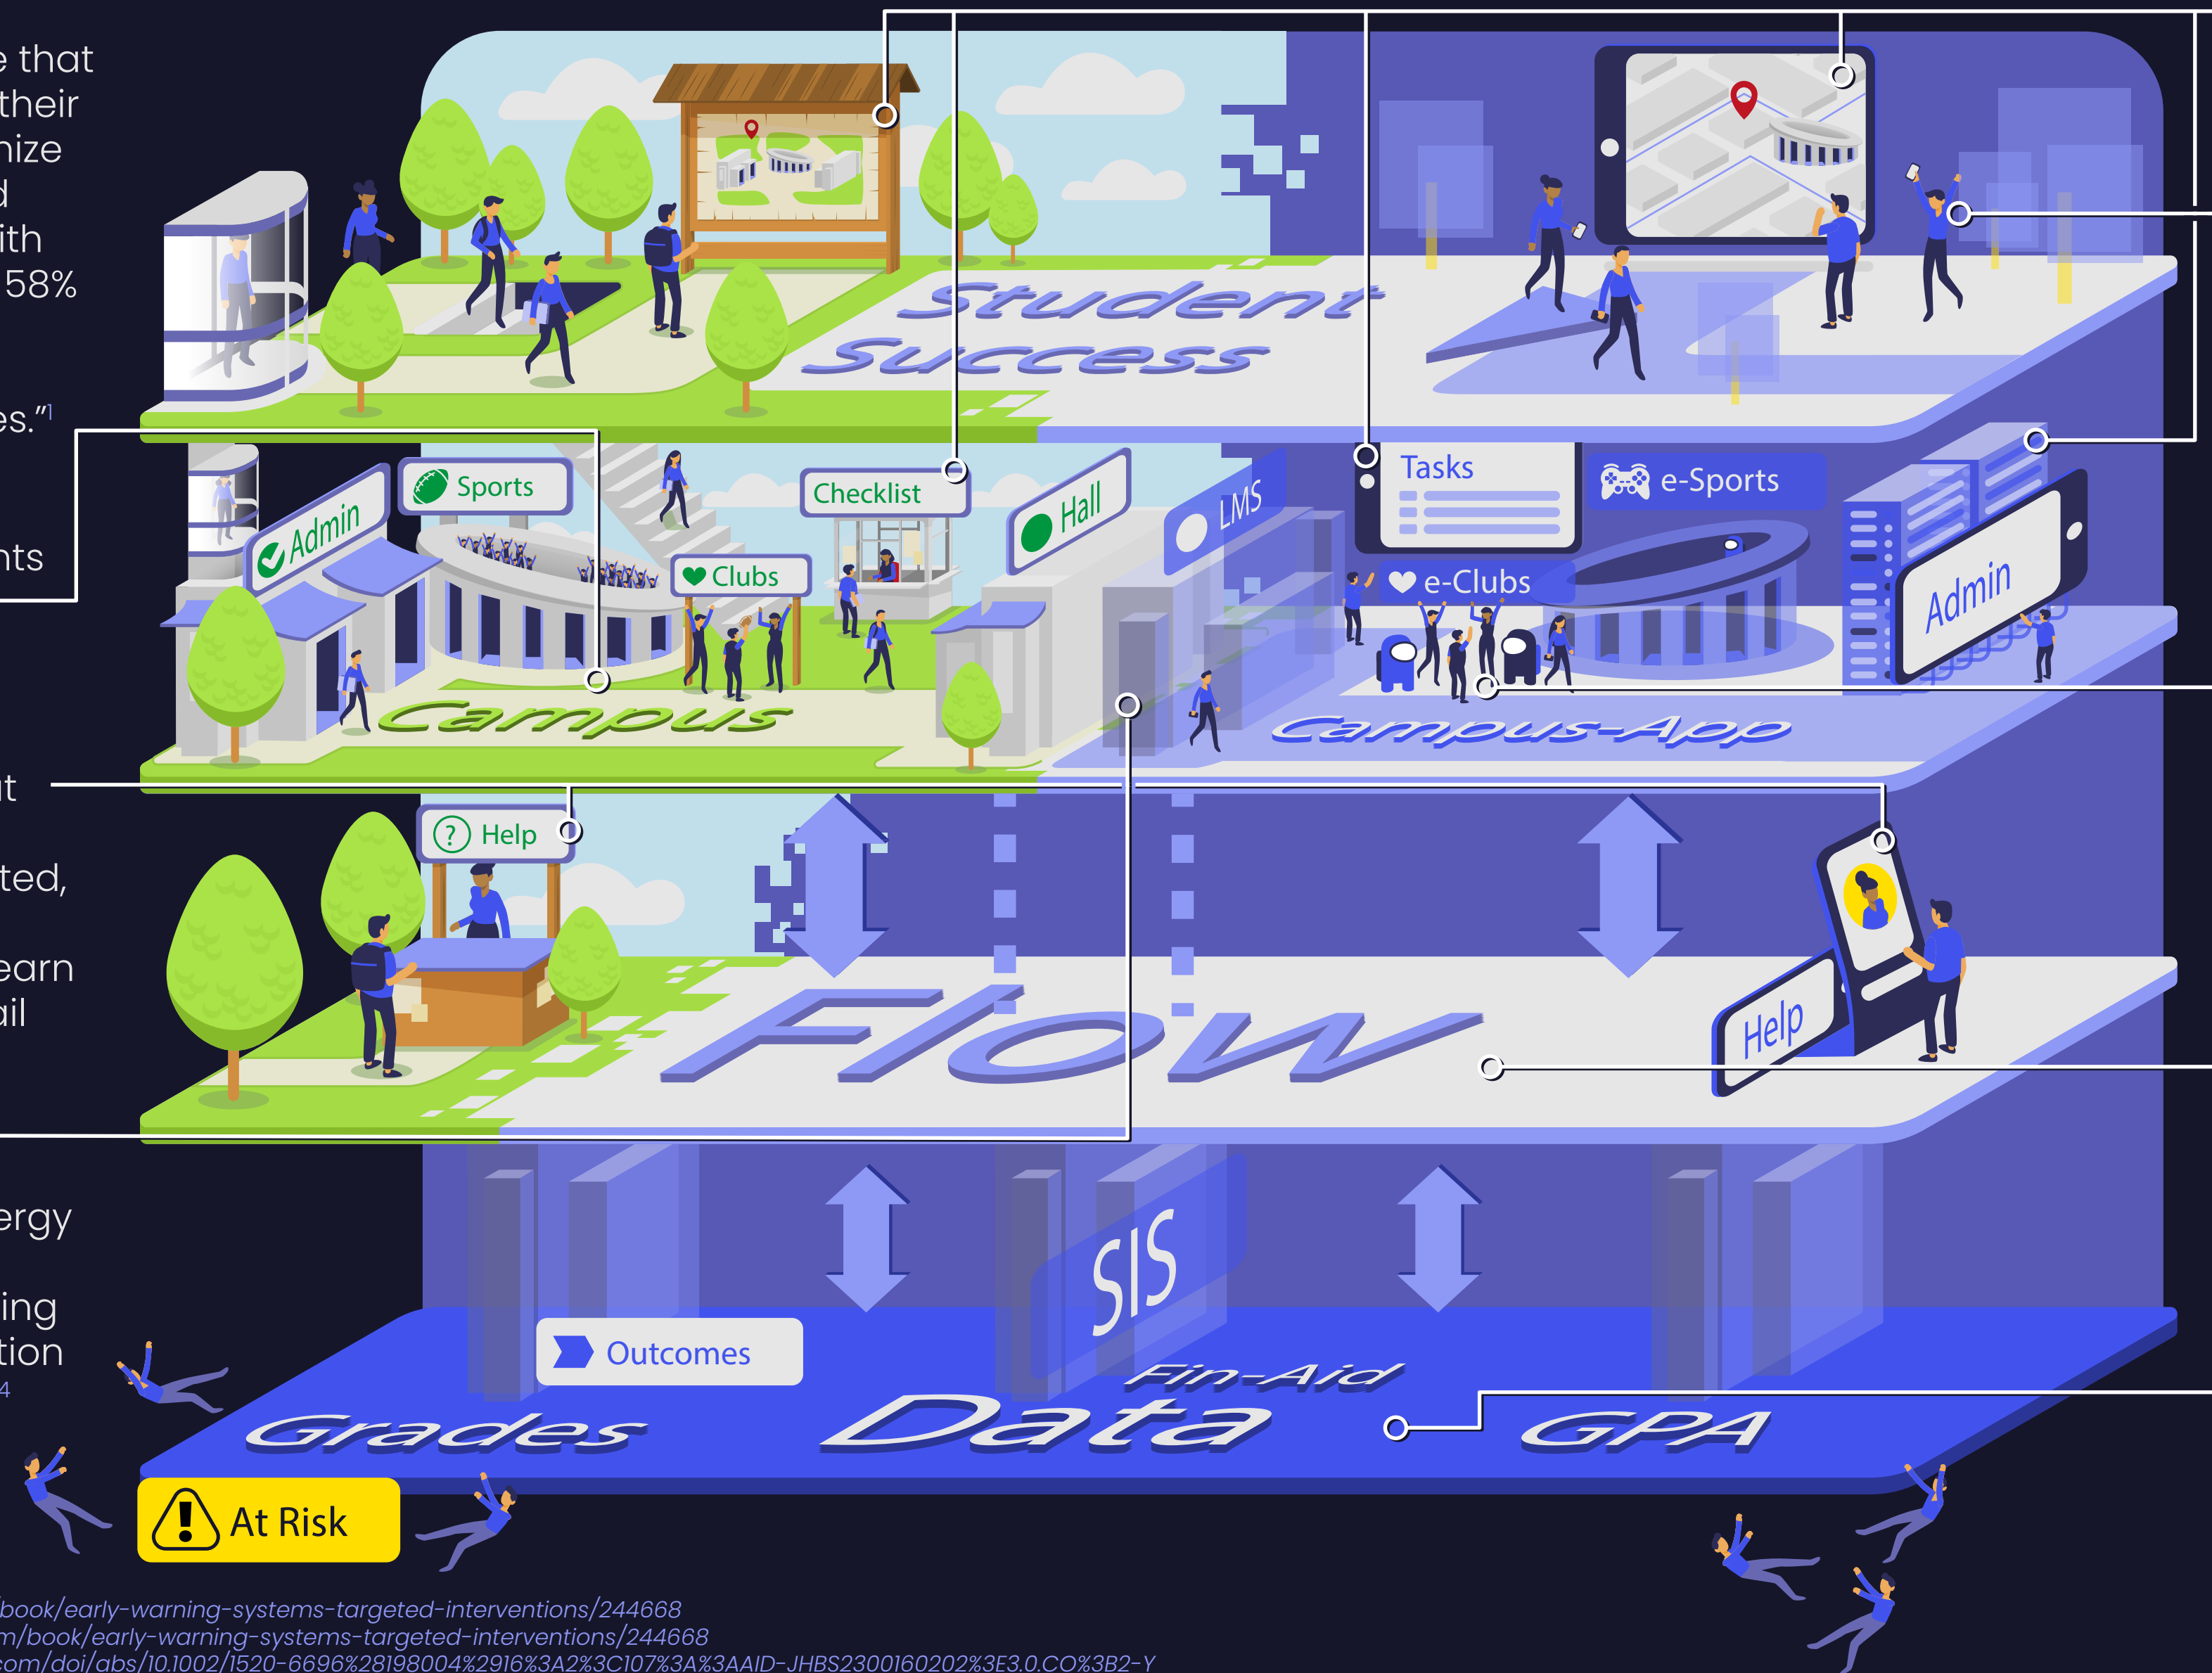 e that
their
nize
d
ith
58%
es."1
nts
at
ted,
earn
ail
ergy
ing
tion
4
Student
Success
Admin
Sports
Checklist
Clubs
Hall
LMS
Tasks
e-Sports
e-Clubs
Admin
Campus
Campus-App
? Help
Flow
Help
SIS
Outcomes
Fin-Aid
Grades
Data
GPA
! At Risk
book/early-warning-systems-targeted-interventions/244668
m/book/early-warning-systems-targeted-interventions/244668
com/doi/abs/10.1002/1520-6696%28198004%2916%3A2%3C107%3A%3AAID-JHBS2300160202%3E3.0.CO%3B2-Y